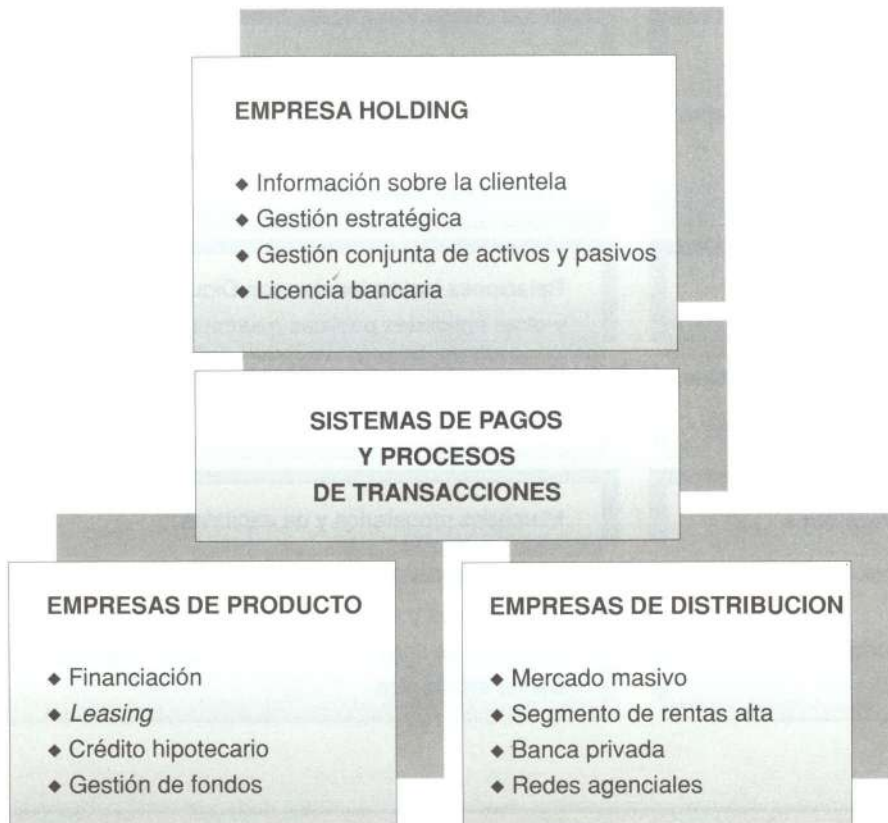 EMPRESA HOLDING
◆ Información sobre la clientela
◆ Gestión estratégica
◆ Gestión conjunta de activos y pasivos
◆ Licencia bancaria
SISTEMAS DE PAGOS
Y PROCESOS
DE TRANSACCIONES
EMPRESAS DE PRODUCTO
◆ Financiación
◆ Leasing
◆ Crédito hipotecario
◆ Gestión de fondos
EMPRESAS DE DISTRIBUCION
◆ Mercado masivo
◆ Segmento de rentas alta
◆ Banca privada
◆ Redes agenciales